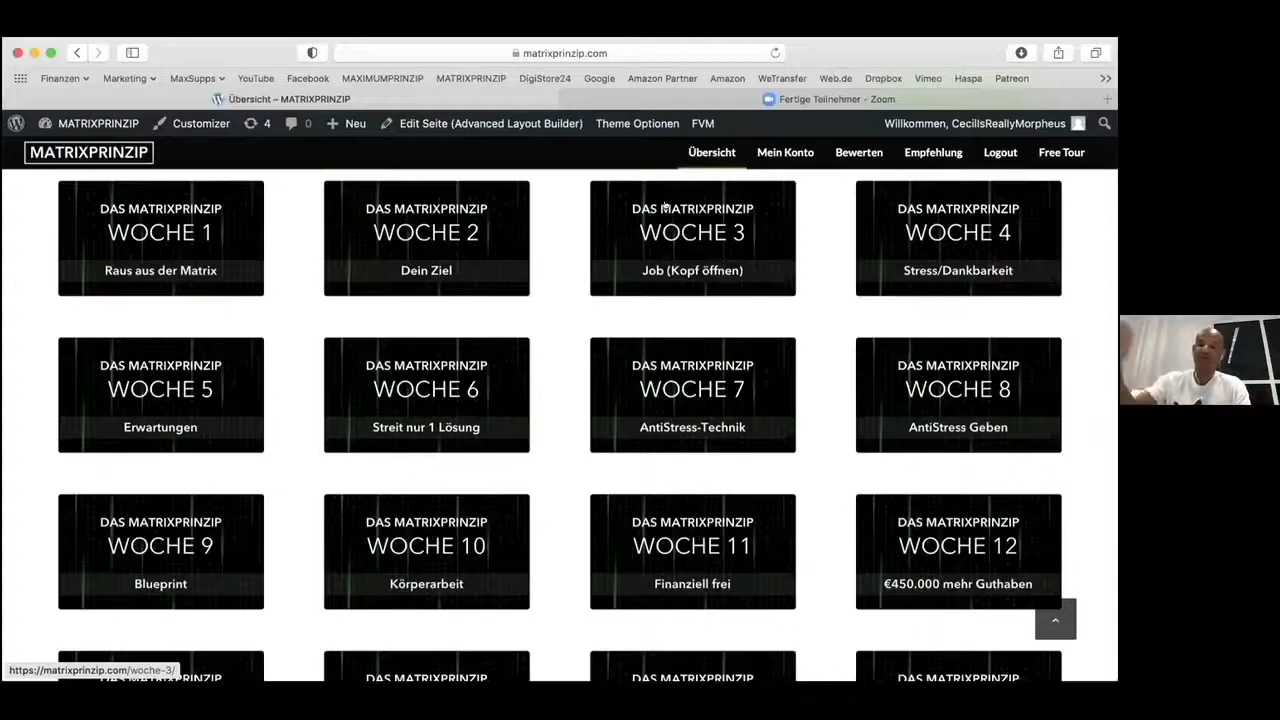 matrixprinzip.com
Finanzen Marketing MaxSupps YouTube Facebook MAXIMUMPRINZIP MATRIXPRINZIP DigiStore24 Google Amazon Partner Amazon WeTransfer Web.de Dropbox Vimeo Haspa Patreon
Übersicht – MATRIXPRINZIP Fertige Teilnehmer - Zoom
MATRIXPRINZIP Customizer 4 0 Neu Edit Seite (Advanced Layout Builder) Theme Optionen FVM Willkommen, CecilIsReallyMorpheus
MATRIXPRINZIP Übersicht Mein Konto Bewerten Empfehlung Logout Free Tour
DAS MATRIXPRINZIP DAS MATRIXPRINZIP DAS MATRIXPRINZIP DAS MATRIXPRINZIP
WOCHE 1 WOCHE 2 WOCHE 3 WOCHE 4
Raus aus der Matrix Dein Ziel Job (Kopf öffnen) Stress/Dankbarkeit
DAS MATRIXPRINZIP DAS MATRIXPRINZIP DAS MATRIXPRINZIP DAS MATRIXPRINZIP
WOCHE 5 WOCHE 6 WOCHE 7 WOCHE 8
Erwartungen Streit nur 1 Lösung AntiStress-Technik AntiStress Geben
DAS MATRIXPRINZIP DAS MATRIXPRINZIP DAS MATRIXPRINZIP DAS MATRIXPRINZIP
WOCHE 9 WOCHE 10 WOCHE 11 WOCHE 12
Blueprint Körperarbeit Finanziell frei €450.000 mehr Guthaben
https://matrixprinzip.com/woche-3/
DAS MATRIXPRINZIP DAS MATRIXPRINZIP DAS MATRIXPRINZIP DAS MATRIXPRINZIP